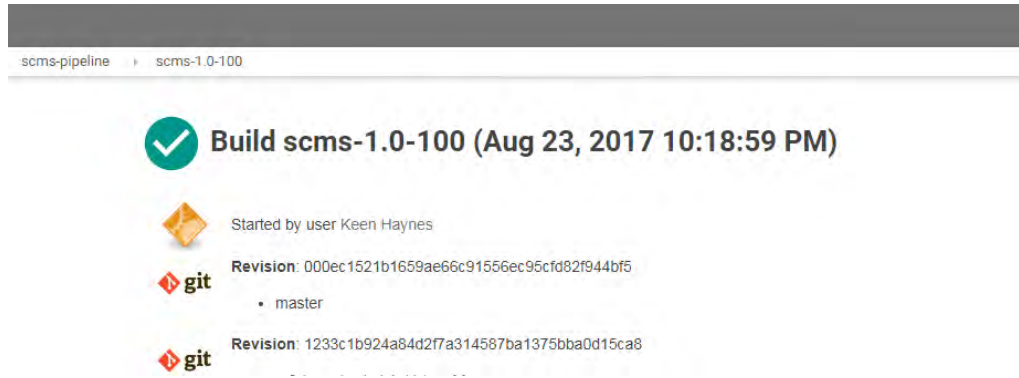 scms-pipeline scms-1.0-100
Build scms-1.0-100 (Aug 23, 2017 10:18:59 PM)
Started by user Keen Haynes
Revision: 000ec1521b1659ae66c91556ec95cfd82f944bf5
git
• master
Revision: 1233c1b924a84d2f7a314587ba1375bba0d15ca8
git